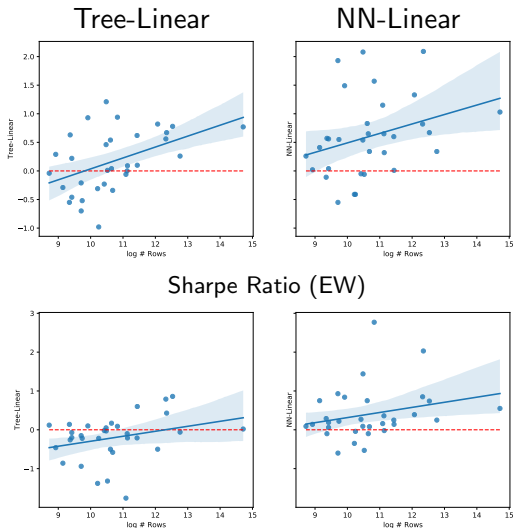 Tree-Linear NN-Linear
2.0
1.5
1.0
0.5
0.0
−0.5
−1.0
Tree-Linear
9 10 11 12 13 14 15
log # Rows
NN-Linear
9 10 11 12 13 14 15
log # Rows
Sharpe Ratio (EW)
3
2
1
0
−1
Tree-Linear
9 10 11 12 13 14 15
log # Rows
NN-Linear
9 10 11 12 13 14 15
log # Rows